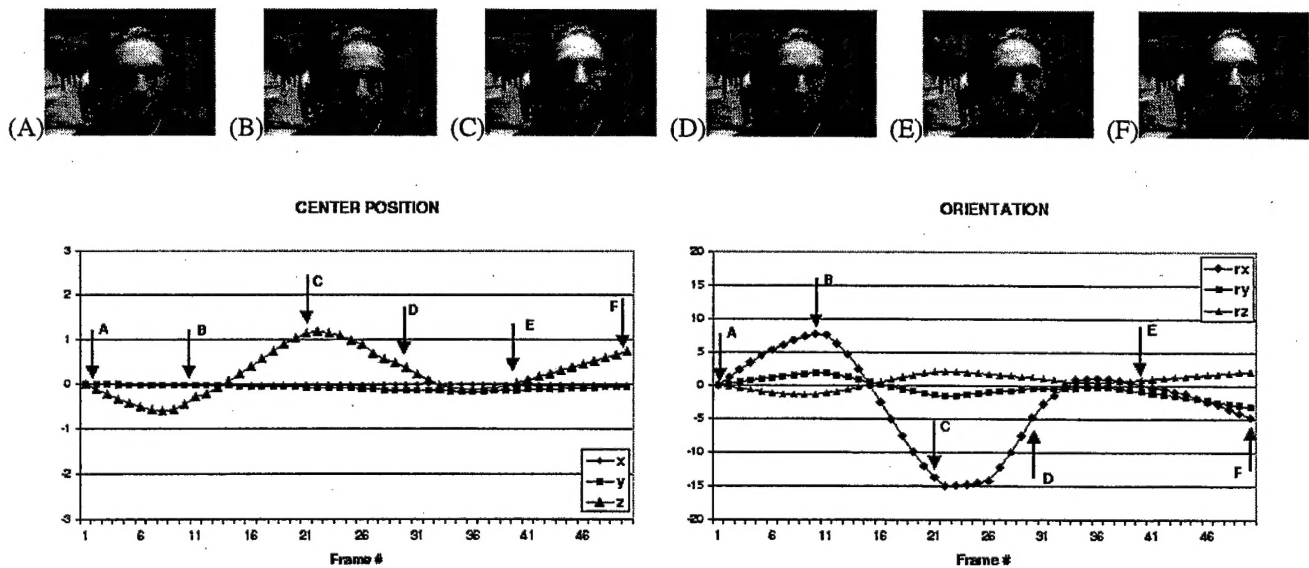 (A) (B) (C) (D) (E) (F)
CENTER POSITION
3
2
1
0
-1
-2
-3
A
B
C
D
E
F
x
y
z
1 6 11 16 21 26 31 36 41 46
Frame #
ORIENTATION
20
15
10
5
0
-5
-10
-15
-20
A
B
C
D
E
F
rx
ry
rz
1 6 11 16 21 26 31 36 41 46
Frame #